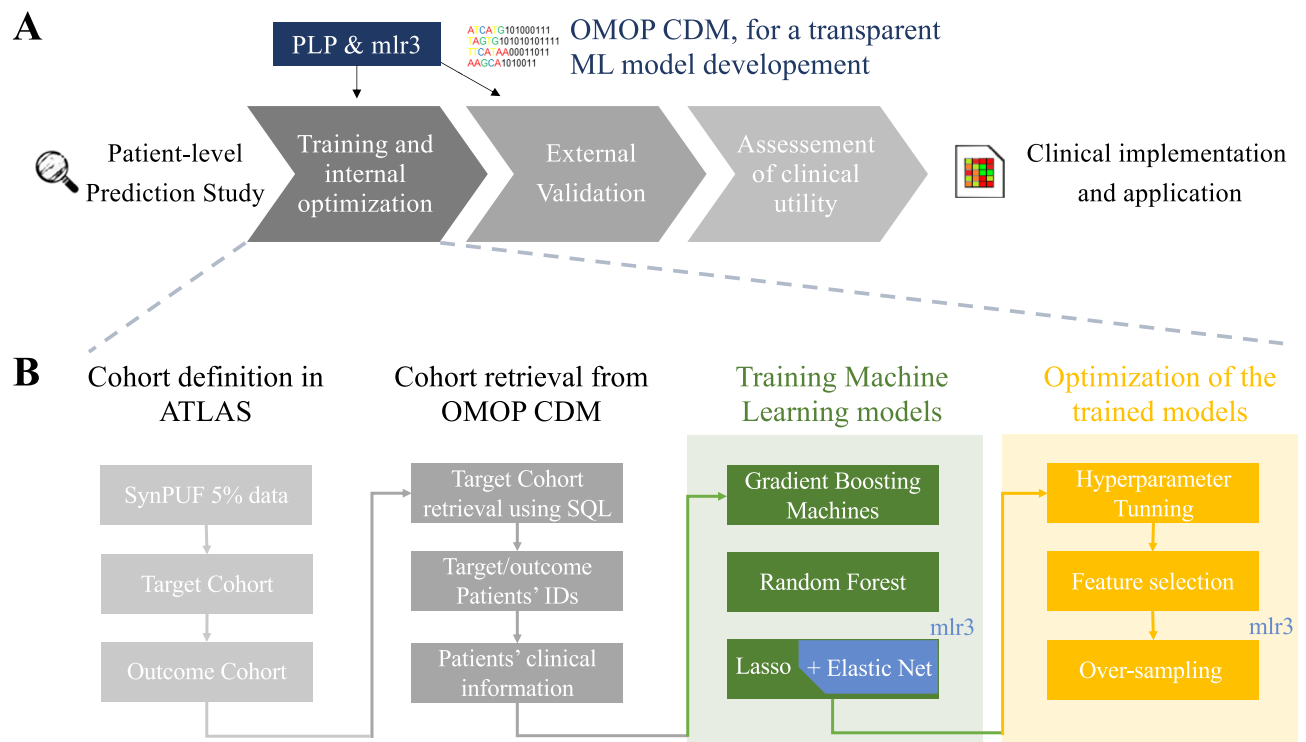 A
PLP & mlr3
ATCATG101000111
TAGTG101010101111
TTCATAA00011011
AAGCA1010011
OMOP CDM, for a transparent
ML model developement
Patient-level
Prediction Study
Training and
internal
optimization
External
Validation
Assessement
of clinical
utility
Clinical implementation
and application
B
Cohort definition in
ATLAS
SynPUF 5% data
Target Cohort
Outcome Cohort
Cohort retrieval from
OMOP CDM
Target Cohort
retrieval using SQL
Target/outcome
Patients’ IDs
Patients’ clinical
information
Training Machine
Learning models
Gradient Boosting
Machines
Random Forest
mlr3
Lasso
+ Elastic Net
Optimization of the
trained models
Hyperparameter
Tunning
Feature selection
mlr3
Over-sampling